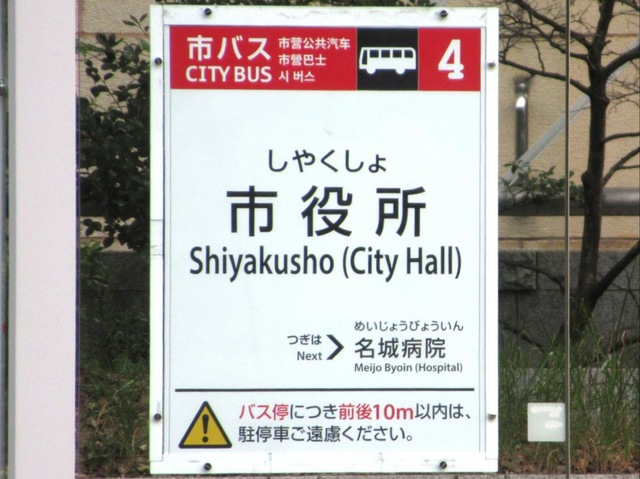 市バス
CITY BUS
市营公共汽车
市營巴士
시 버스
4
しやくしょ
市役所
Shiyakusho (City Hall)
つぎは
Next
めいじょうびょういん
名城病院
Meijo Byoin (Hospital)
バス停につき前後10m以内は、
駐停車ご遠慮ください。